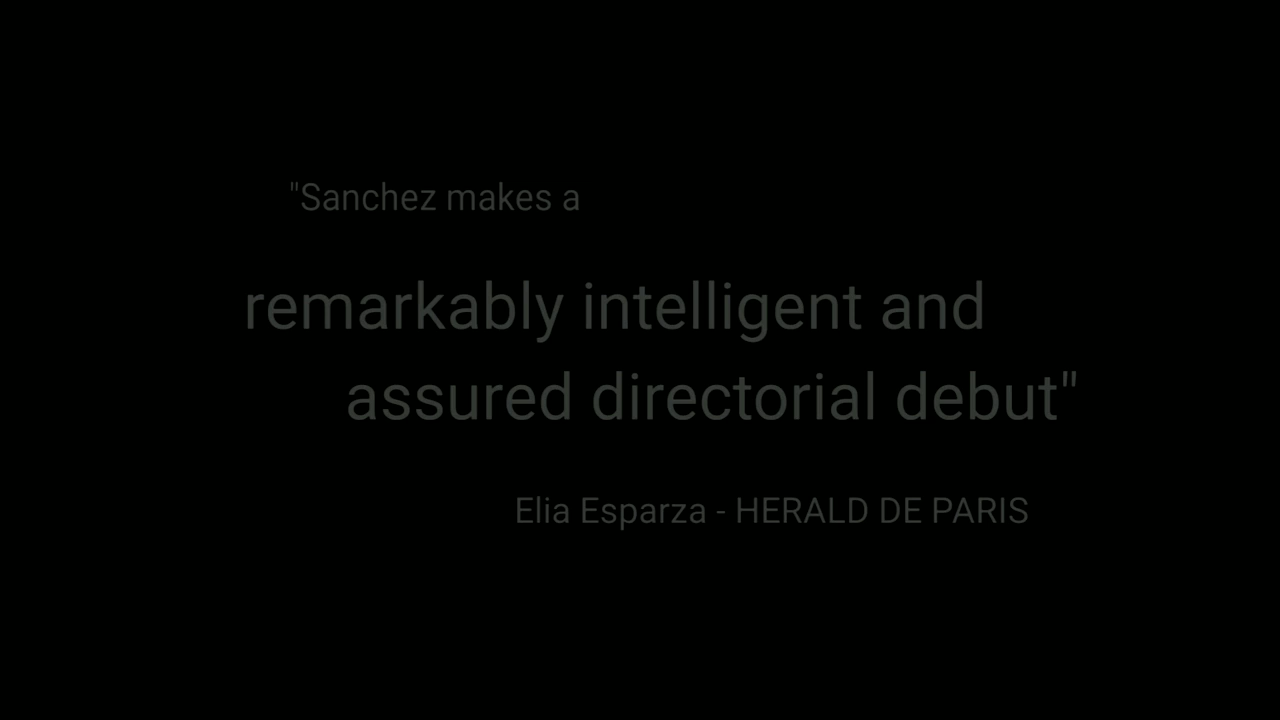 "Sanchez makes a
remarkably intelligent and
assured directorial debut"
Elia Esparza - HERALD DE PARIS